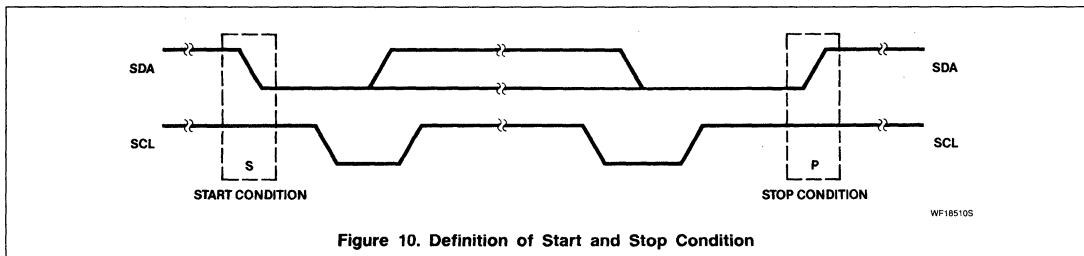 SDA
SDA
SCL
SCL
S
P
START CONDITION
STOP CONDITION
WF18510S
Figure 10. Definition of Start and Stop Condition